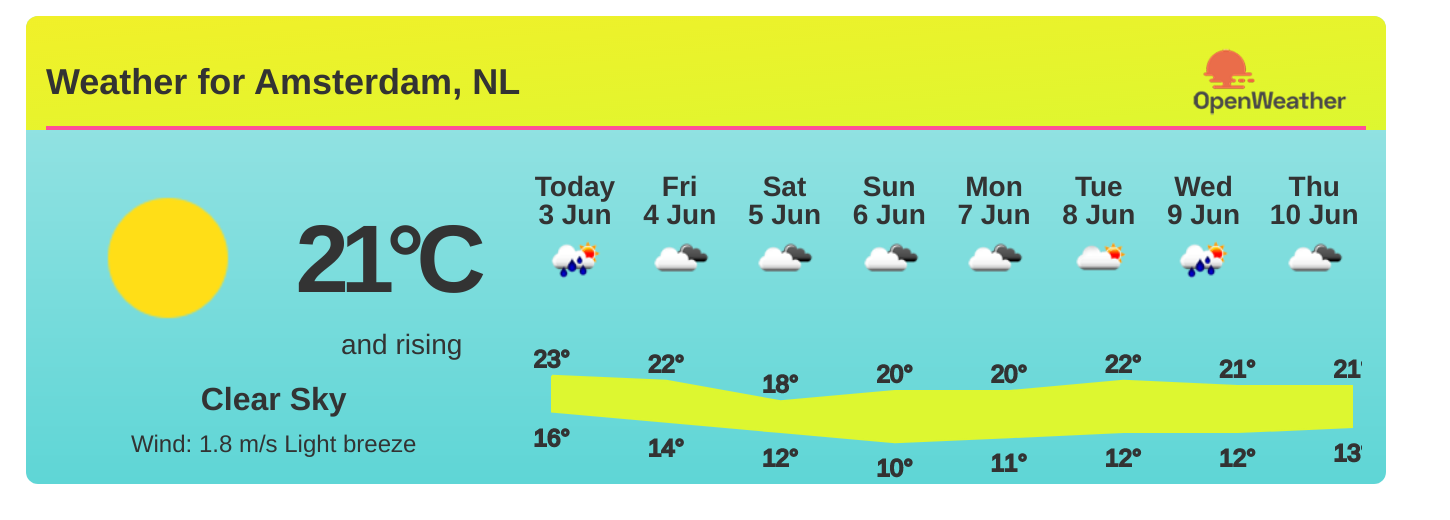 Weather for Amsterdam, NL
OpenWeather
21°C
and rising
Clear Sky
Wind: 1.8 m/s Light breeze
Today Fri Sat Sun Mon Tue Wed Thu
3 Jun 4 Jun 5 Jun 6 Jun 7 Jun 8 Jun 9 Jun 10 Jun
23° 22° 18° 20° 20° 22° 21° 21°
16° 14° 12° 10° 11° 12° 12° 13°